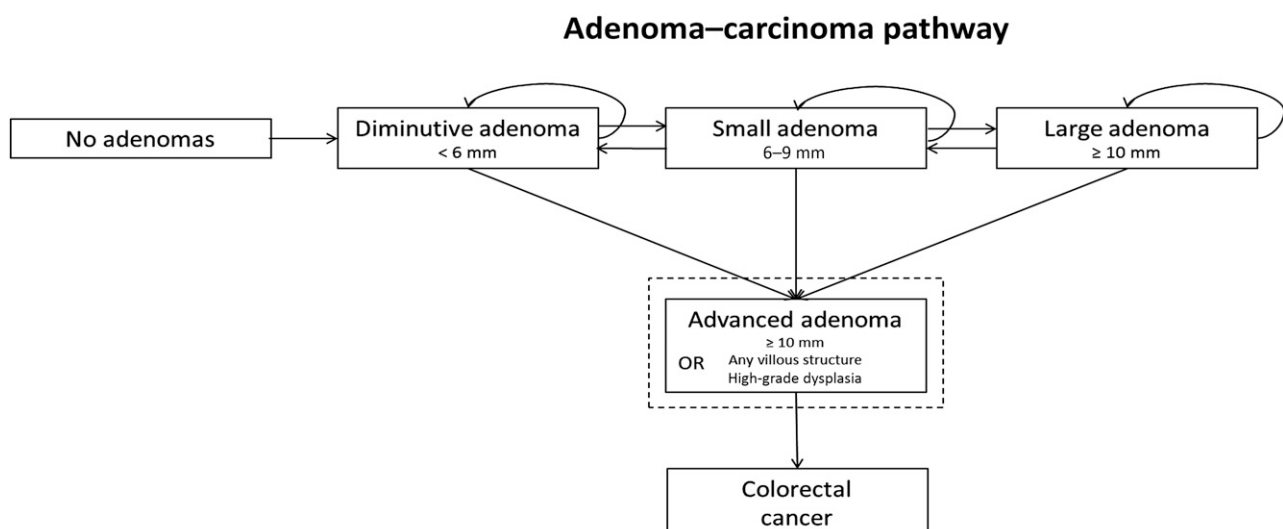 Adenoma–carcinoma pathway
No adenomas
Diminutive adenoma
< 6 mm
Small adenoma
6–9 mm
Large adenoma
≥ 10 mm
Advanced adenoma
≥ 10 mm
OR Any villous structure
High-grade dysplasia
Colorectal
cancer